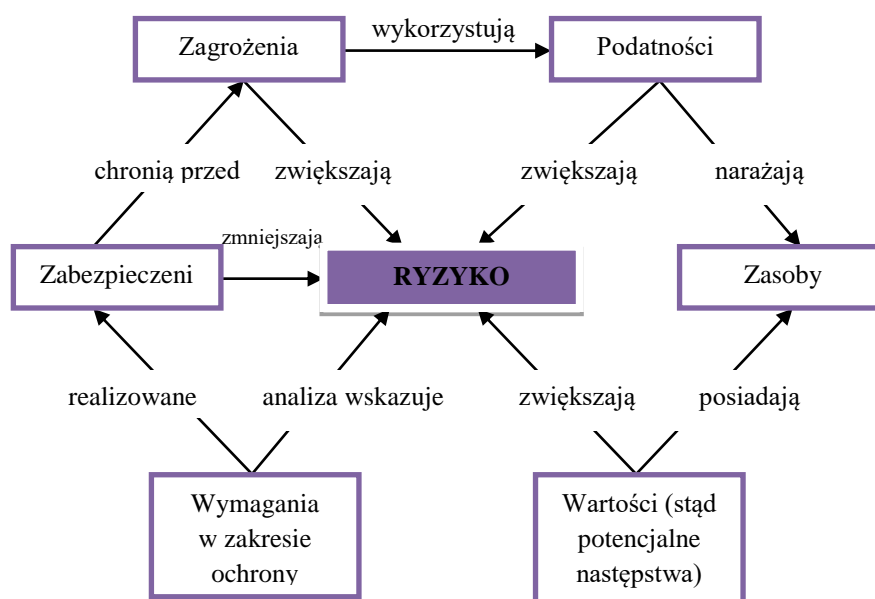 Zagrożenia
wykorzystują
Podatności
chronią przed
zwiększają
zwiększają
narażają
zmniejszają
Zabezpieczeni
RYZYKO
Zasoby
realizowane
analiza wskazuje
zwiększają
posiadają
Wymagania
w zakresie
ochrony
Wartości (stąd
potencjalne
następstwa)